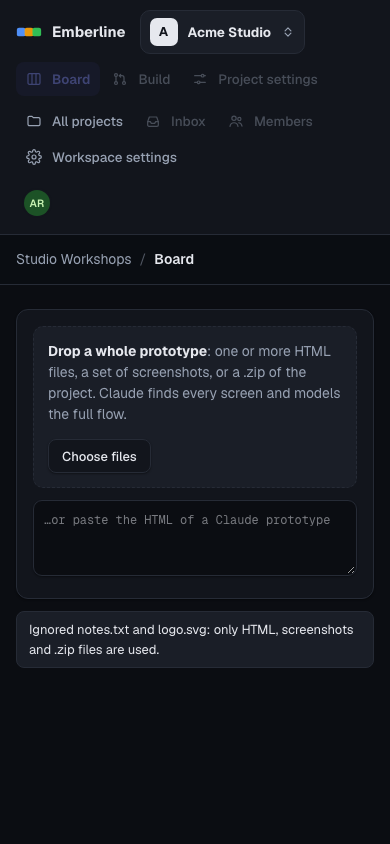 Emberline
A Acme Studio
Board Build Project settings
All projects Inbox Members
Workspace settings
AR
Studio Workshops / Board
Drop a whole prototype: one or more HTML
files, a set of screenshots, or a .zip of the
project. Claude finds every screen and models
the full flow.
Choose files
…or paste the HTML of a Claude prototype
Ignored notes.txt and logo.svg: only HTML, screenshots
and .zip files are used.